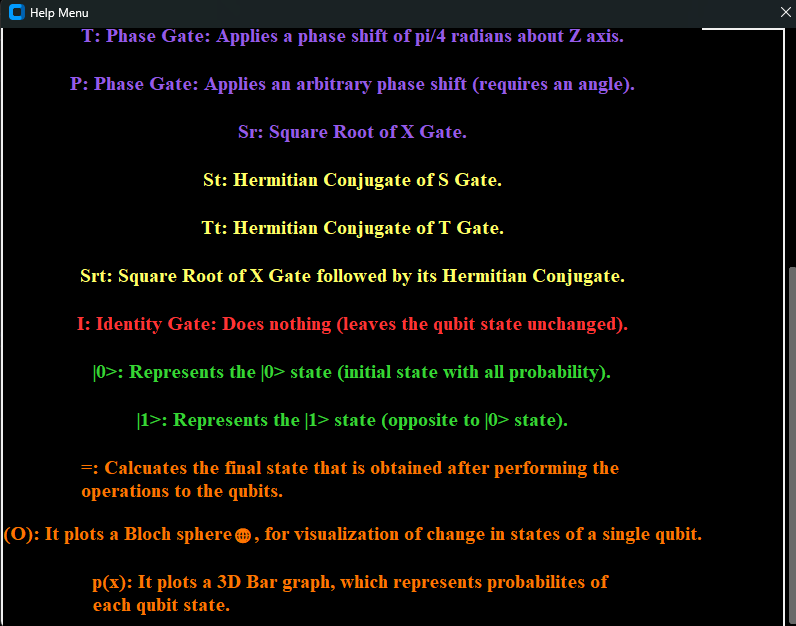 Help Menu
T: Phase Gate: Applies a phase shift of pi/4 radians about Z axis.
P: Phase Gate: Applies an arbitrary phase shift (requires an angle).
Sr: Square Root of X Gate.
St: Hermitian Conjugate of S Gate.
Tt: Hermitian Conjugate of T Gate.
Srt: Square Root of X Gate followed by its Hermitian Conjugate.
I: Identity Gate: Does nothing (leaves the qubit state unchanged).
|0>: Represents the |0> state (initial state with all probability).
|1>: Represents the |1> state (opposite to |0> state).
=: Calcuates the final state that is obtained after performing the
operations to the qubits.
(O): It plots a Bloch sphere🌐, for visualization of change in states of a single qubit.
p(x): It plots a 3D Bar graph, which represents probabilites of
each qubit state.